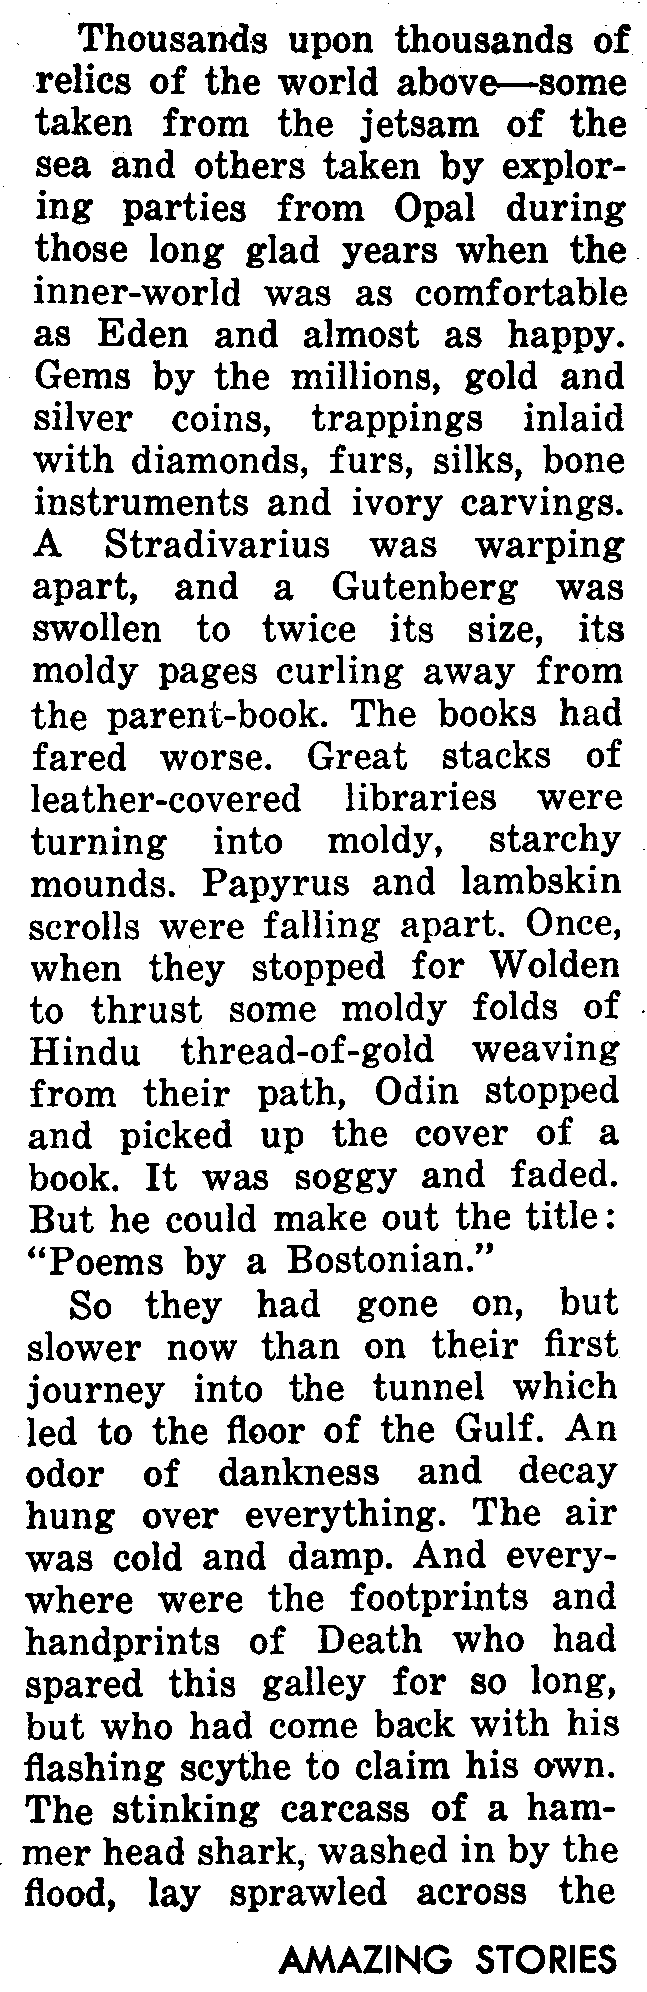 Thousands upon thousands of
relics of the world above—some
taken from the jetsam of the
sea and others taken by explor-
ing parties from Opal during
those long glad years when the
inner-world was as comfortable
as Eden and almost as happy.
Gems by the millions, gold and
silver coins, trappings inlaid
with diamonds, furs, silks, bone
instruments and ivory carvings.
A Stradivarius was warping
apart, and a Gutenberg was
swollen to twice its size, its
moldy pages curling away from
the parent-book. The books had
fared worse. Great stacks of
leather-covered libraries were
turning into moldy, starchy
mounds. Papyrus and lambskin
scrolls were falling apart. Once,
when they stopped for Wolden
to thrust some moldy folds of
Hindu thread-of-gold weaving
from their path, Odin stopped
and picked up the cover of a
book. It was soggy and faded.
But he could make out the title:
“Poems by a Bostonian.”
So they had gone on, but
slower now than on their first
journey into the tunnel which
led to the floor of the Gulf. An
odor of dankness and decay
hung over everything. The air
was cold and damp. And every-
where were the footprints and
handprints of Death who had
spared this galley for so long,
but who had come back with his
flashing scythe to claim his own.
The stinking carcass of a ham-
mer head shark, washed in by the
flood, lay sprawled across the
AMAZING STORIES